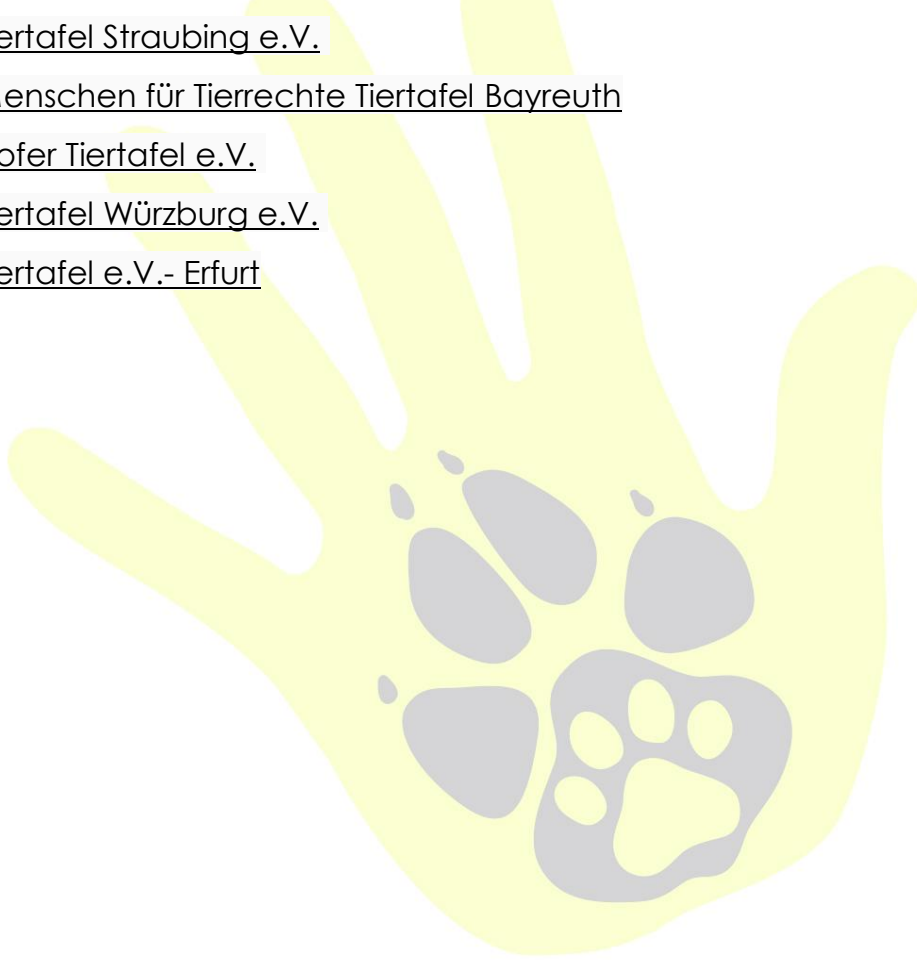 ertafel Straubing e.V.
enschen für Tierrechte Tiertafel Bayreuth
ofer Tiertafel e.V.
ertafel Würzburg e.V.
ertafel e.V.- Erfurt